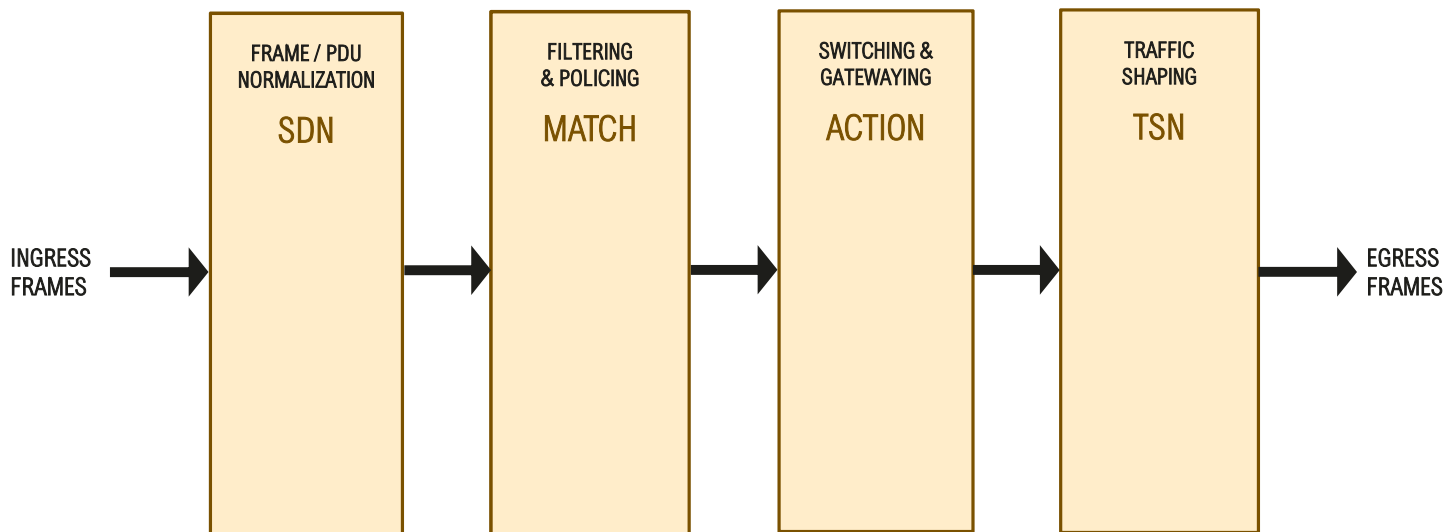 FRAME / PDU
NORMALIZATION
SDN
FILTERING
& POLICING
MATCH
SWITCHING &
GATEWAYING
ACTION
TRAFFIC
SHAPING
TSN
INGRESS
FRAMES
EGRESS
FRAMES